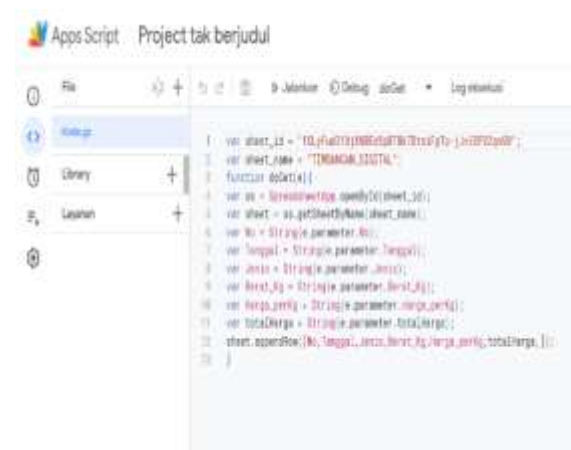 Apps Script Project tak berjudul
File
Jalankan Debug doGet Log eksekusi
Kode.gs
Library
Layanan
1 var sheet_id =
2 var sheet_name = "TIMBANGAN_DIGITAL";
3 function doGet(e){
4 var ss = SpreadsheetApp.openById(sheet_id);
5 var sheet = ss.getSheetByName(sheet_name);
6 var No = String(e.parameter.No);
7 var Tanggal = String(e.parameter.Tanggal);
8 var Jenis = String(e.parameter.Jenis);
9 var Berat_Kg = String(e.parameter.Berat_Kg);
10 var Harga_perKg = String(e.parameter.Harga_perKg);
11 var totalHarga = String(e.parameter.totalHarga);
12 sheet.appendRow([No,Tanggal,Jenis,Berat_Kg,Harga_perKg,totalHarga,]);
13 }